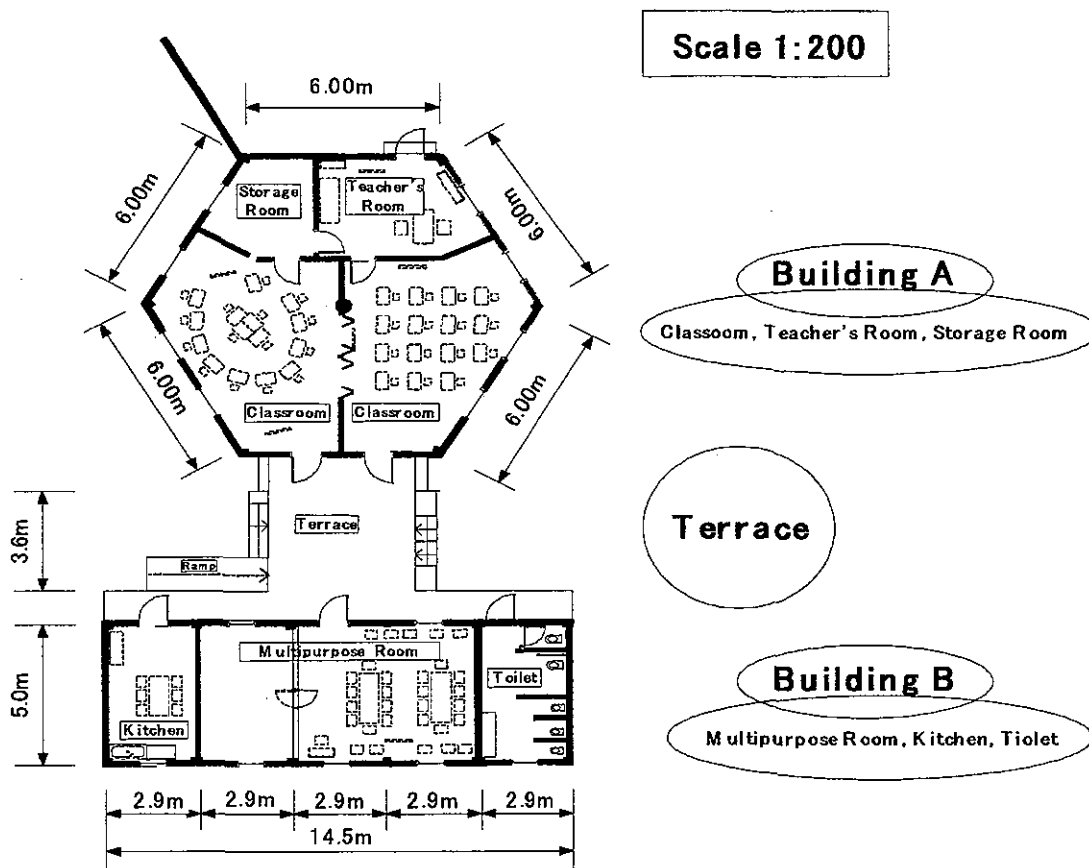 Scale 1:200
6.00m
6.00m
6.00m
Storage
Room
Teacher's
Room
Building A
Classoom, Teacher's Room, Storage Room
6.00m
6.00m
Classroom
Classroom
3.6m
Terrace
Terrace
Ramp
5.0m
Multipurpose Room
Toilet
Kitchen
Building B
Multipurpose Room, Kitchen, Tiolet
2.9m
2.9m
2.9m
2.9m
2.9m
14.5m